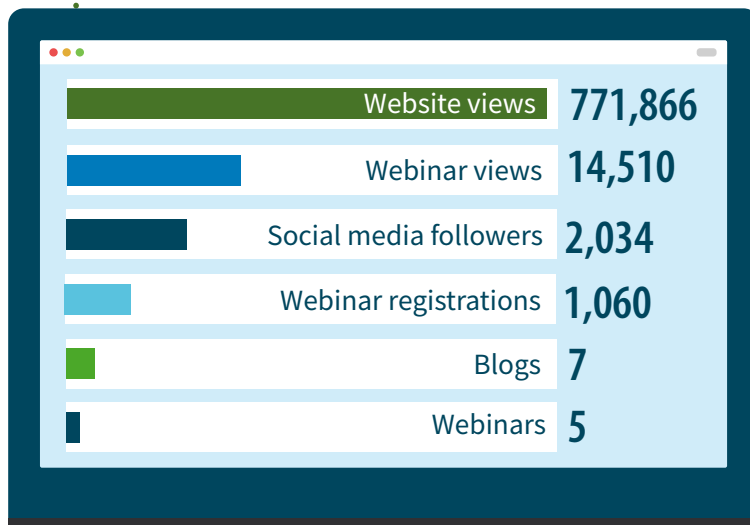 Website views 771,866
Webinar views 14,510
Social media followers 2,034
Webinar registrations 1,060
Blogs 7
Webinars 5